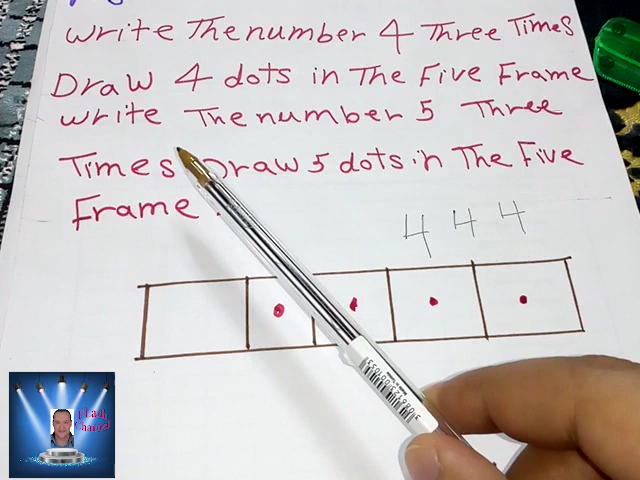 write The number 4 Three Times
Draw 4 dots in The Five Frame
write The number 5 Three
Times Draw 5 dots in The Five
Frame.
4 4 4